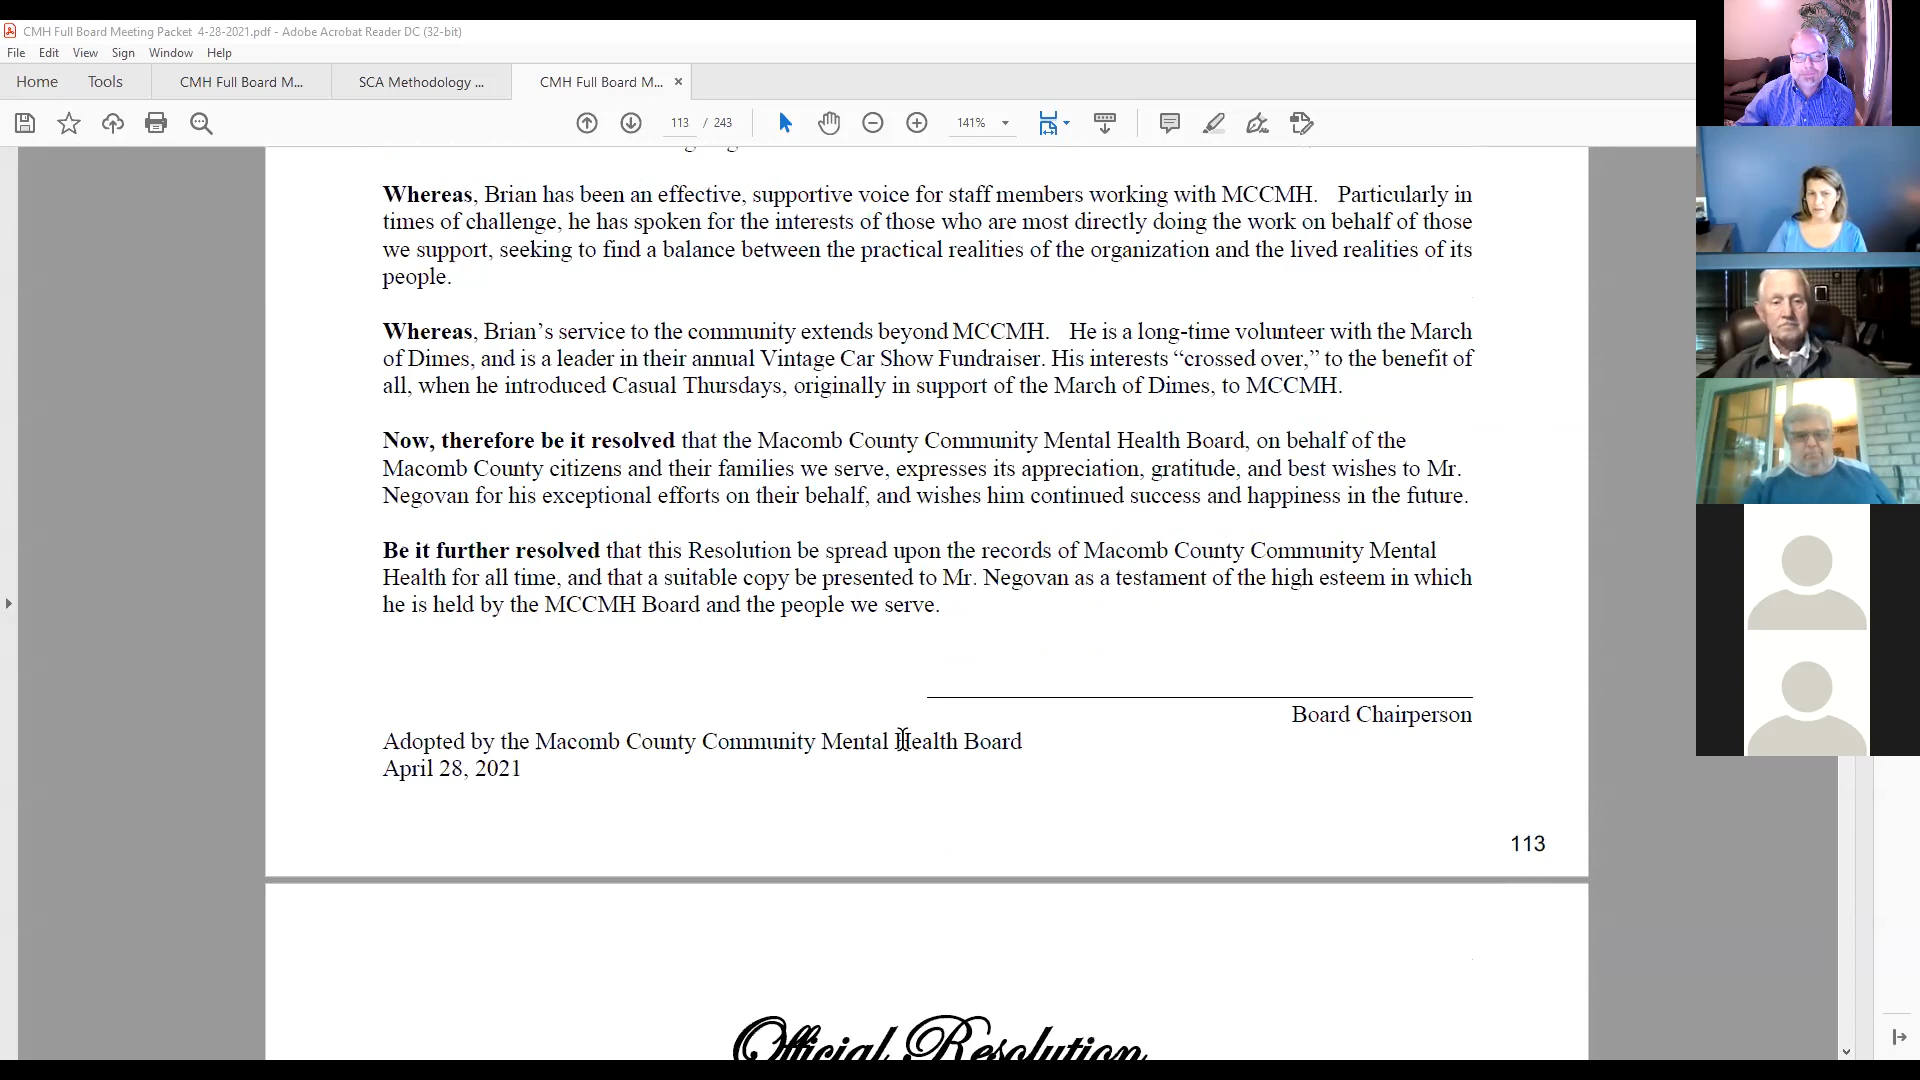 CMH Full Board Meeting Packet  4-28-2021.pdf - Adobe Acrobat Reader DC (32-bit)
File Edit View Sign Window Help
Home Tools CMH Full Board M... SCA Methodology ... CMH Full Board M... ×
113 / 243 141%
Whereas, Brian has been an effective, supportive voice for staff members working with MCCMH.   Particularly in
times of challenge, he has spoken for the interests of those who are most directly doing the work on behalf of those
we support, seeking to find a balance between the practical realities of the organization and the lived realities of its
people.
Whereas, Brian’s service to the community extends beyond MCCMH.   He is a long-time volunteer with the March
of Dimes, and is a leader in their annual Vintage Car Show Fundraiser. His interests “crossed over,” to the benefit of
all, when he introduced Casual Thursdays, originally in support of the March of Dimes, to MCCMH.
Now, therefore be it resolved that the Macomb County Community Mental Health Board, on behalf of the
Macomb County citizens and their families we serve, expresses its appreciation, gratitude, and best wishes to Mr.
Negovan for his exceptional efforts on their behalf, and wishes him continued success and happiness in the future.
Be it further resolved that this Resolution be spread upon the records of Macomb County Community Mental
Health for all time, and that a suitable copy be presented to Mr. Negovan as a testament of the high esteem in which
he is held by the MCCMH Board and the people we serve.
Board Chairperson
Adopted by the Macomb County Community Mental Health Board
April 28, 2021
113
Official Resolution